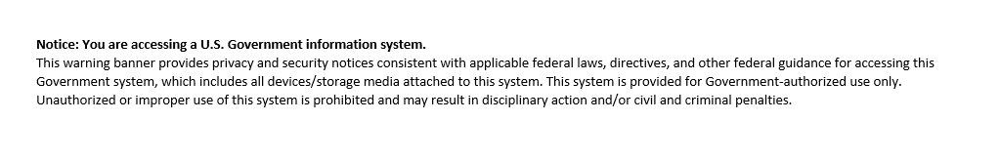 Notice: You are accessing a U.S. Government information system.
This warning banner provides privacy and security notices consistent with applicable federal laws, directives, and other federal guidance for accessing this
Government system, which includes all devices/storage media attached to this system. This system is provided for Government-authorized use only.
Unauthorized or improper use of this system is prohibited and may result in disciplinary action and/or civil and criminal penalties.